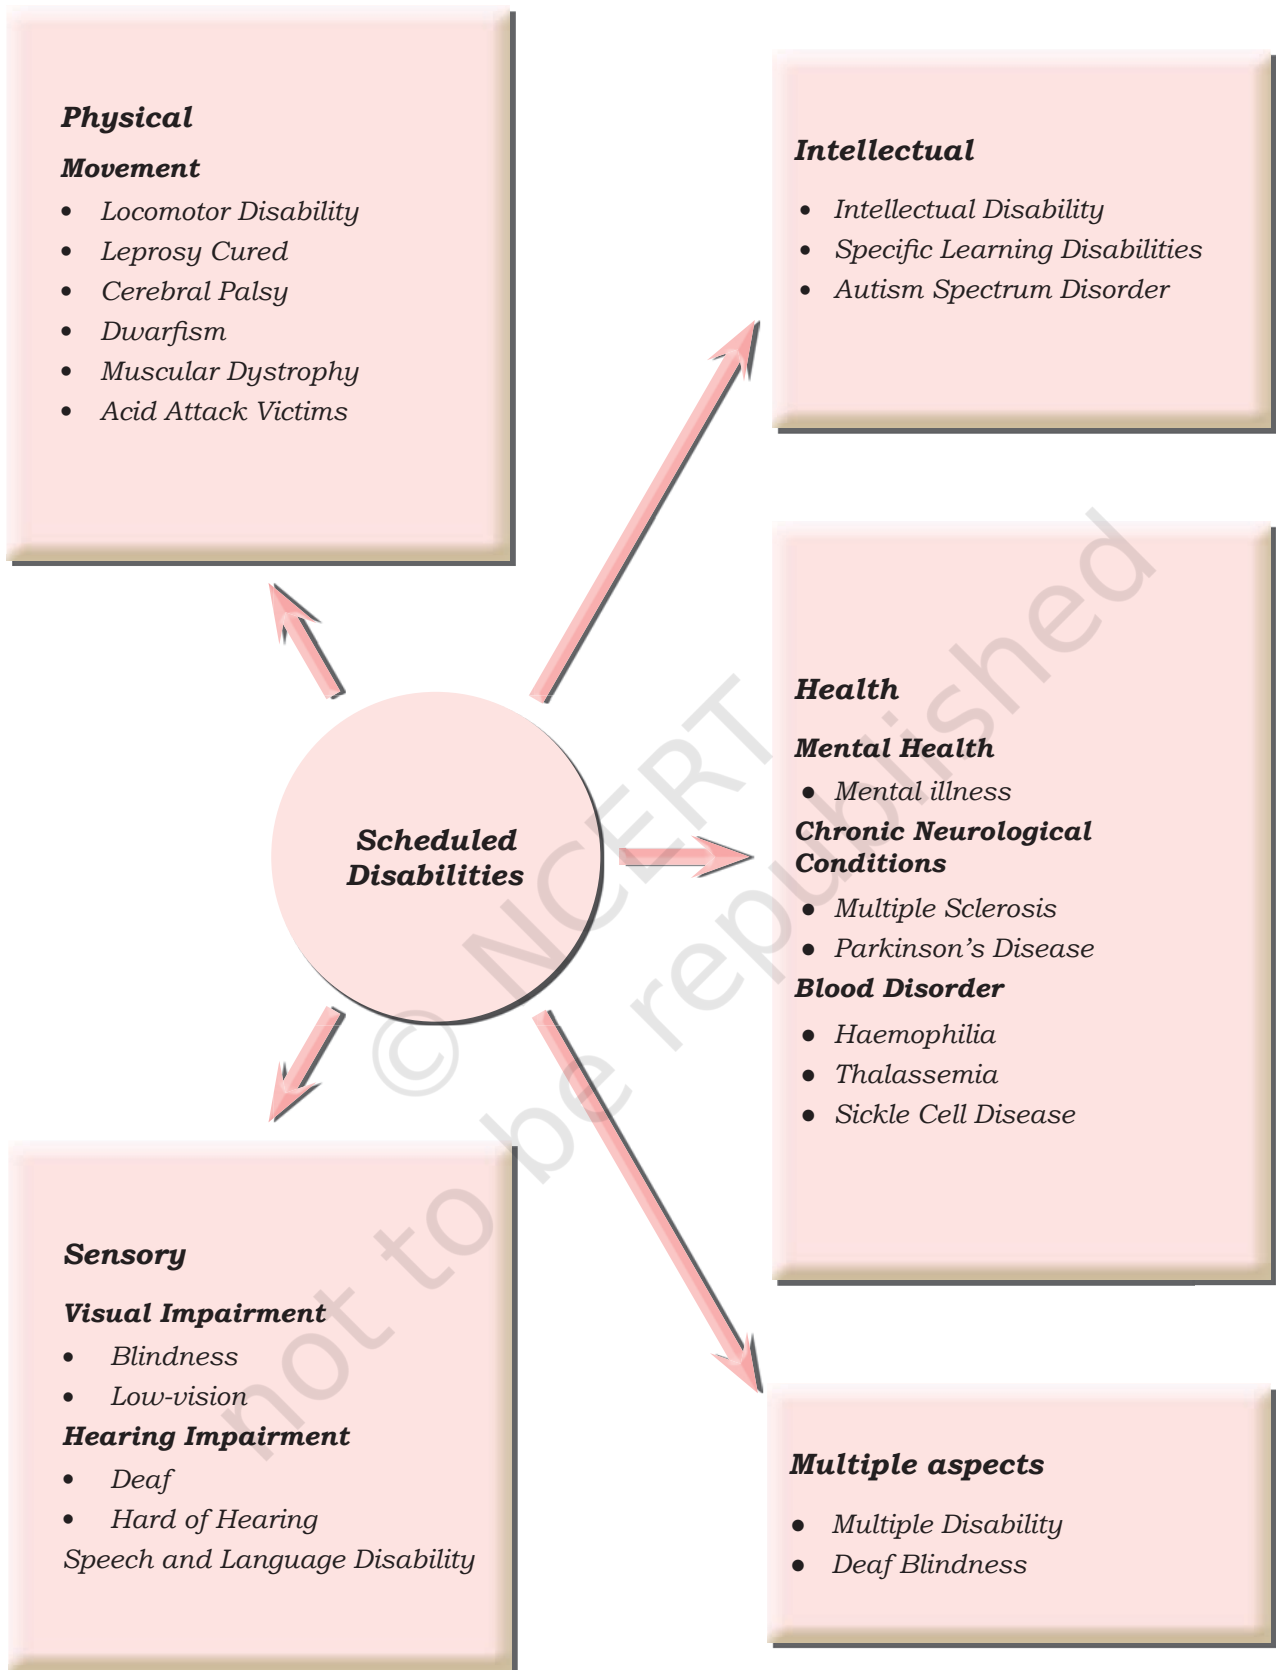 Physical
Movement
• Locomotor Disability
• Leprosy Cured
• Cerebral Palsy
• Dwarfism
• Muscular Dystrophy
• Acid Attack Victims
Intellectual
• Intellectual Disability
• Specific Learning Disabilities
• Autism Spectrum Disorder
Scheduled
Disabilities
Health
Mental Health
• Mental illness
Chronic Neurological
Conditions
• Multiple Sclerosis
• Parkinson's Disease
Blood Disorder
• Haemophilia
• Thalassemia
• Sickle Cell Disease
Sensory
Visual Impairment
• Blindness
• Low-vision
Hearing Impairment
• Deaf
• Hard of Hearing
Speech and Language Disability
Multiple aspects
• Multiple Disability
• Deaf Blindness
© NCERT
not to be republished